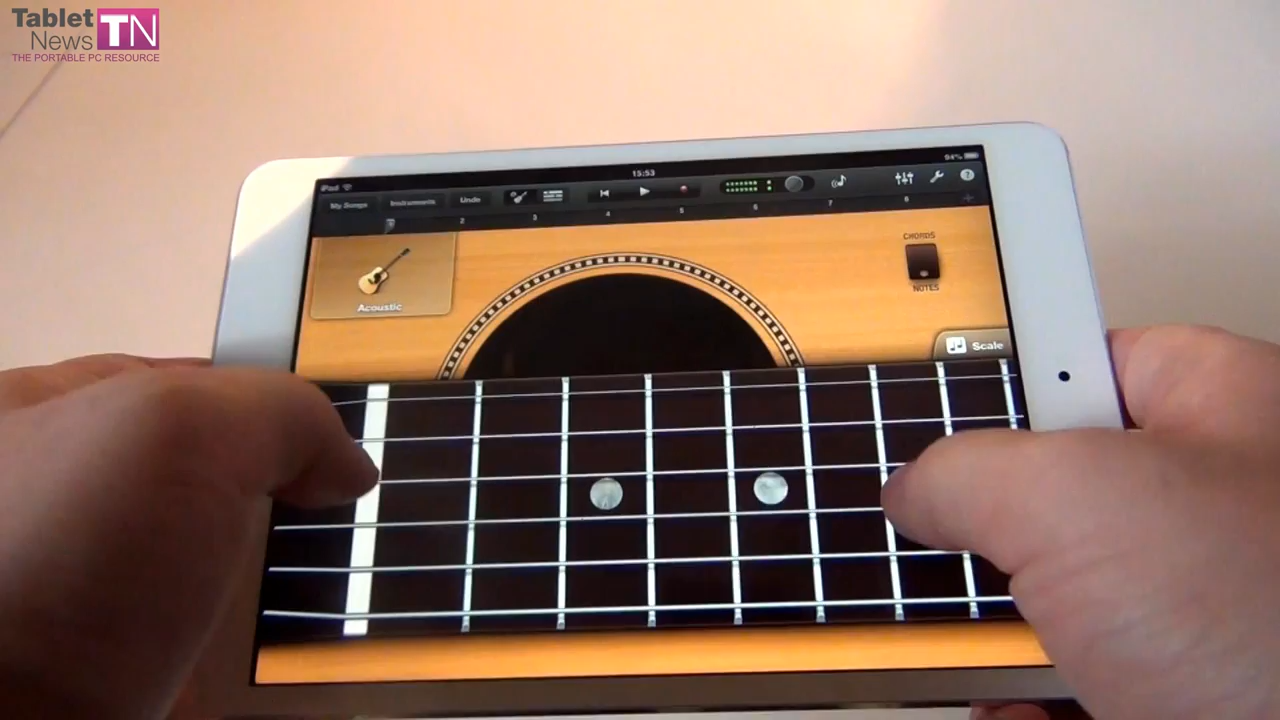 Tablet
News TN
THE PORTABLE PC RESOURCE
iPad
15:53
94%
My Songs
Instruments
Undo
2 3 4 5 6 7 8
Acoustic
CHORDS
NOTES
Scale